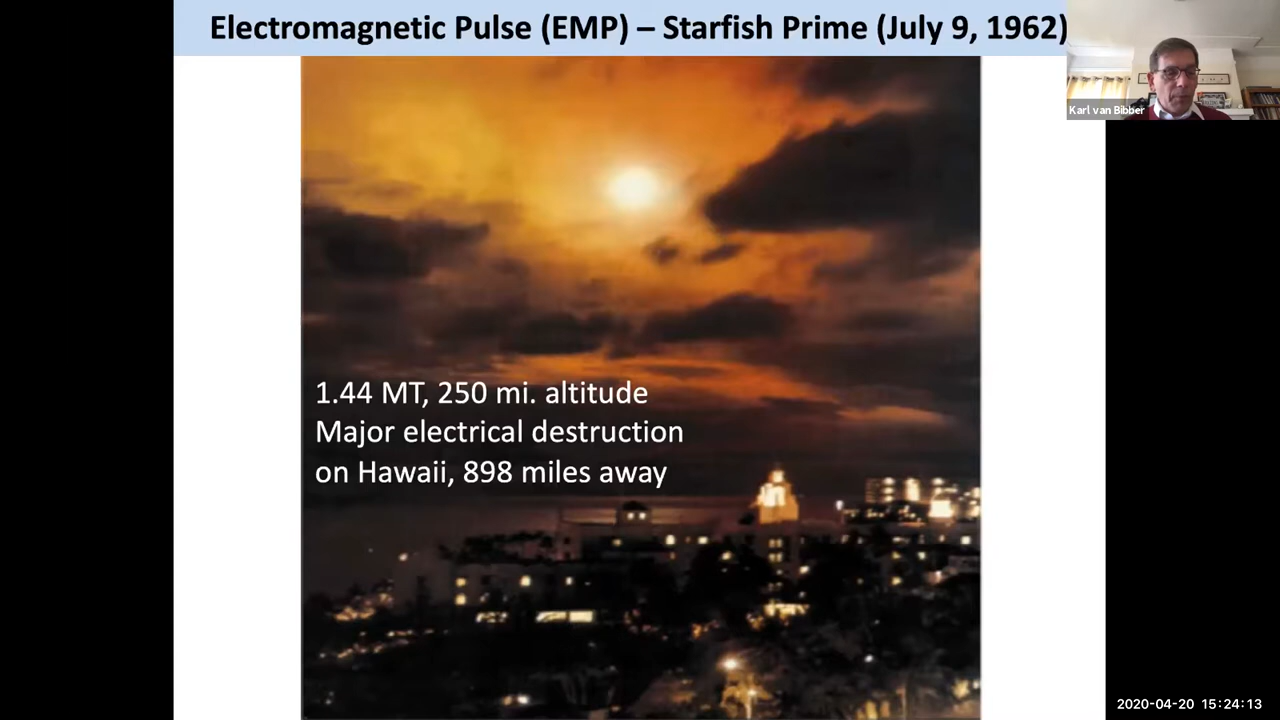 Electromagnetic Pulse (EMP) – Starfish Prime (July 9, 1962)
Karl van Bibber
1.44 MT, 250 mi. altitude
Major electrical destruction
on Hawaii, 898 miles away
2020-04-20 15:24:13